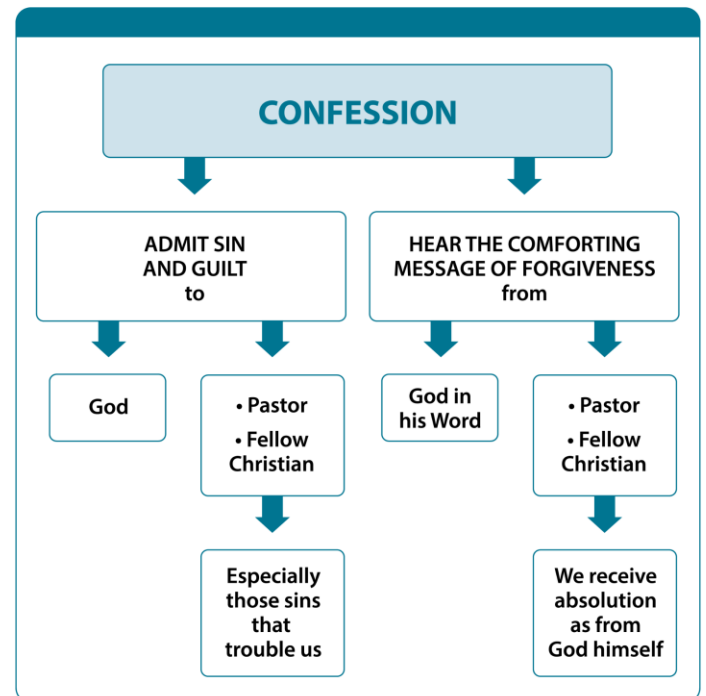 CONFESSION
ADMIT SIN
AND GUILT
to
HEAR THE COMFORTING
MESSAGE OF FORGIVENESS
from
God
• Pastor
• Fellow
Christian
God in
his Word
• Pastor
• Fellow
Christian
Especially
those sins
that
trouble us
We receive
absolution
as from
God himself